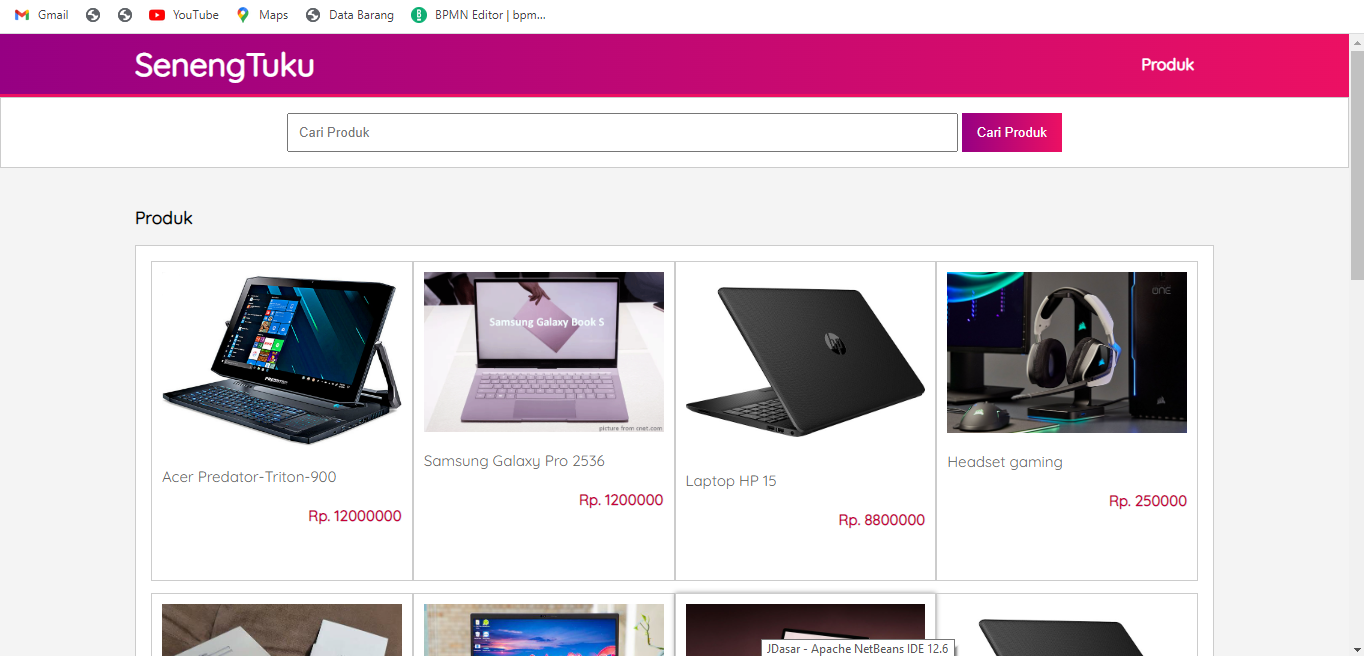 Gmail YouTube Maps Data Barang BPMN Editor | bpm...
SenengTuku Produk
Cari Produk Cari Produk
Produk
Samsung Galaxy Book S
PREDATOR
hp
picture from cnet.com
Acer Predator-Triton-900 Samsung Galaxy Pro 2536 Laptop HP 15 Headset gaming
Rp. 12000000 Rp. 1200000 Rp. 8800000 Rp. 250000
JDasar - Apache NetBeans IDE 12.6